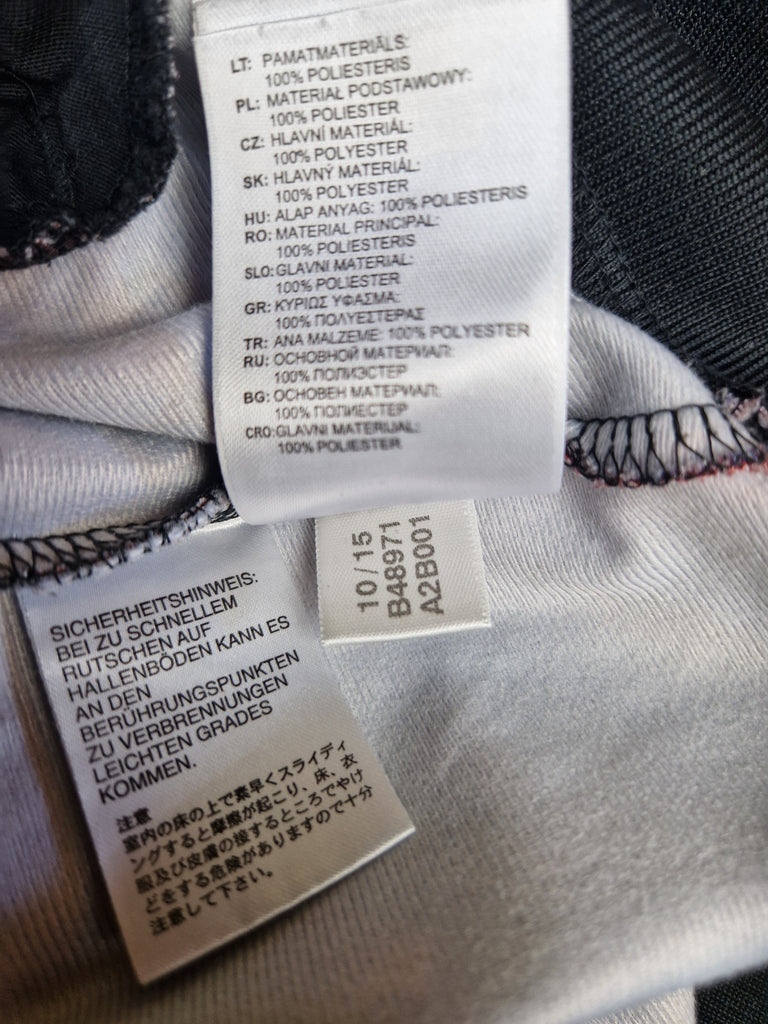 LT: PAMATMATERIĀLS:
100% POLIESTERIS
PL: MATERIAŁ PODSTAWOWY:
100% POLIESTER
CZ: HLAVNÍ MATERIÁL:
100% POLYESTER
SK: HLAVNÝ MATERIÁL:
100% POLYESTER
HU: ALAP ANYAG: 100% POLIESTERIS
RO: MATERIAL PRINCIPAL:
100% POLIESTERIS
SLO: GLAVNI MATERIAL:
100% POLIESTER
GR: ΚΥΡΙΩΣ ΥΦΑΣΜΑ:
100% ΠΟΛΥΕΣΤΕΡΑΣ
TR: ANA MALZEME: 100% POLYESTER
RU: ОСНОВНОЙ МАТЕРИАЛ:
100% ПОЛИЭСТЕР
BG: ОСНОВЕН МАТЕРИАЛ:
100% ПОЛИЕСТЕР
CRO: GLAVNI MATERIJAL:
100% POLIESTER
10/15
B48971
A2B001
SICHERHEITSHINWEIS:
BEI ZU SCHNELLEM
RUTSCHEN AUF
HALLENBÖDEN KANN ES
AN DEN
BERÜHRUNGSPUNKTEN
ZU VERBRENNUNGEN
LEICHTEN GRADES
KOMMEN.
注意
室内の床の上で素早くスライディ
ングすると摩擦が起こり、床、衣
服及び皮膚の接するところでやけ
どをする危険がありますので十分
注意して下さい。